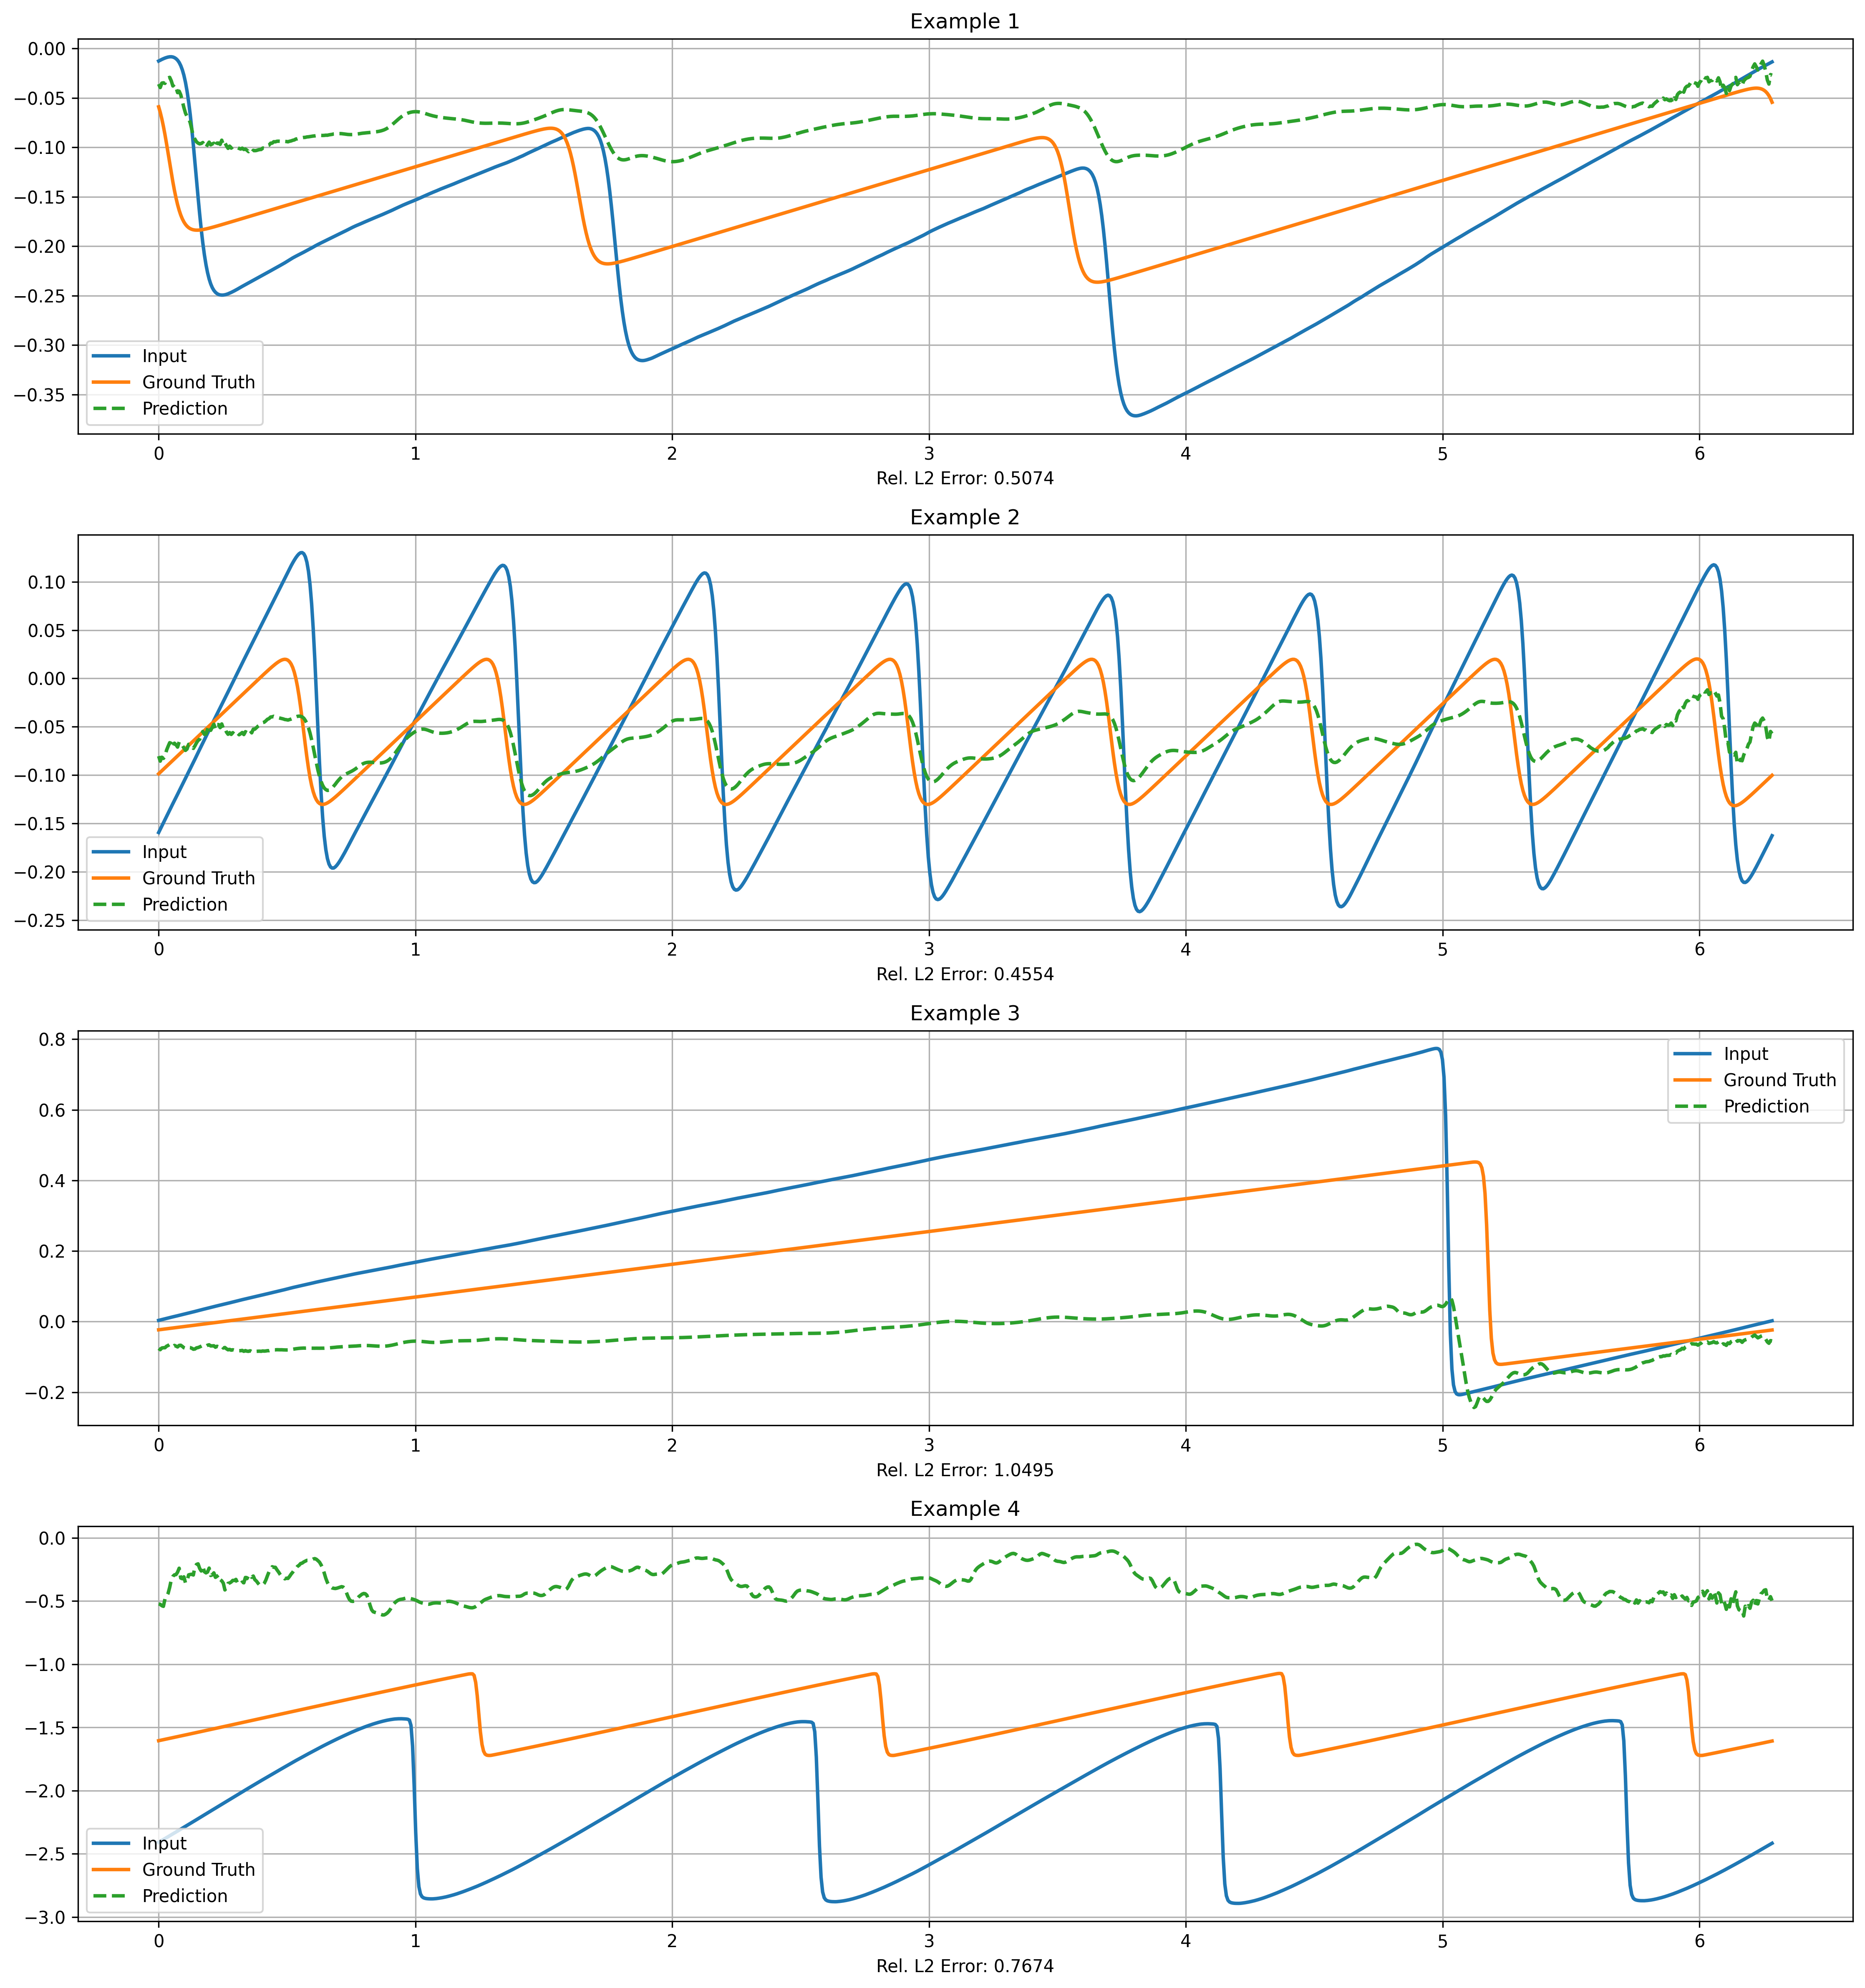 Example 1
0.00
−0.05
−0.10
−0.15
−0.20
−0.25
−0.30
−0.35
Input
Ground Truth
Prediction
0 1 2 3 4 5 6
Rel. L2 Error: 0.5074
Example 2
0.10
0.05
0.00
−0.05
−0.10
−0.15
−0.20
−0.25
Input
Ground Truth
Prediction
0 1 2 3 4 5 6
Rel. L2 Error: 0.4554
Example 3
0.8
0.6
0.4
0.2
0.0
−0.2
Input
Ground Truth
Prediction
0 1 2 3 4 5 6
Rel. L2 Error: 1.0495
Example 4
0.0
−0.5
−1.0
−1.5
−2.0
−2.5
−3.0
Input
Ground Truth
Prediction
0 1 2 3 4 5 6
Rel. L2 Error: 0.7674